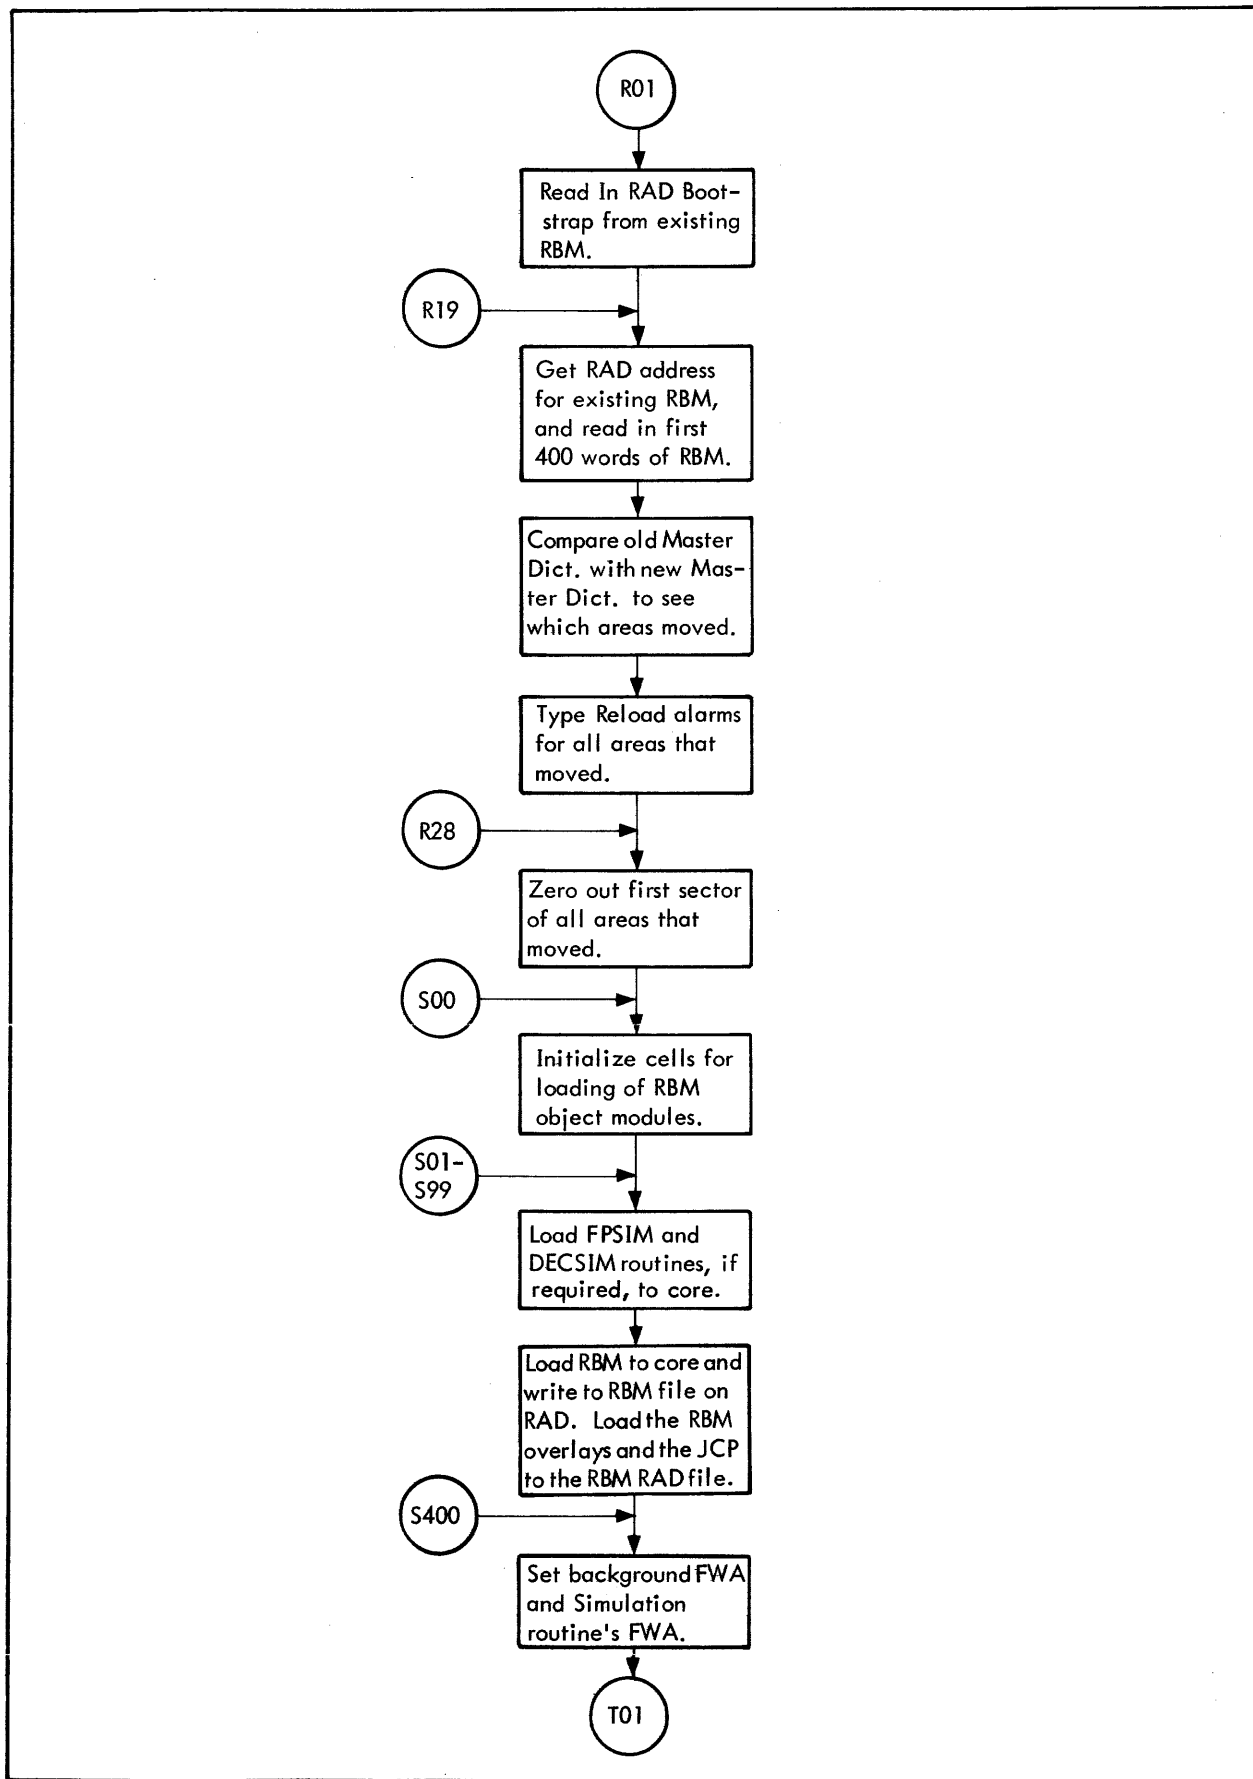 R01
Read In RAD Boot-
strap from existing
RBM.
R19
Get RAD address
for existing RBM,
and read in first
400 words of RBM.
Compare old Master
Dict. with new Mas-
ter Dict. to see
which areas moved.
Type Reload alarms
for all areas that
moved.
R28
Zero out first sector
of all areas that
moved.
S00
Initialize cells for
loading of RBM
object modules.
S01-
S99
Load FPSIM and
DECSIM routines, if
required, to core.
Load RBM to core and
write to RBM file on
RAD. Load the RBM
overlays and the JCP
to the RBM RAD file.
S400
Set background FWA
and Simulation
routine's FWA.
T01